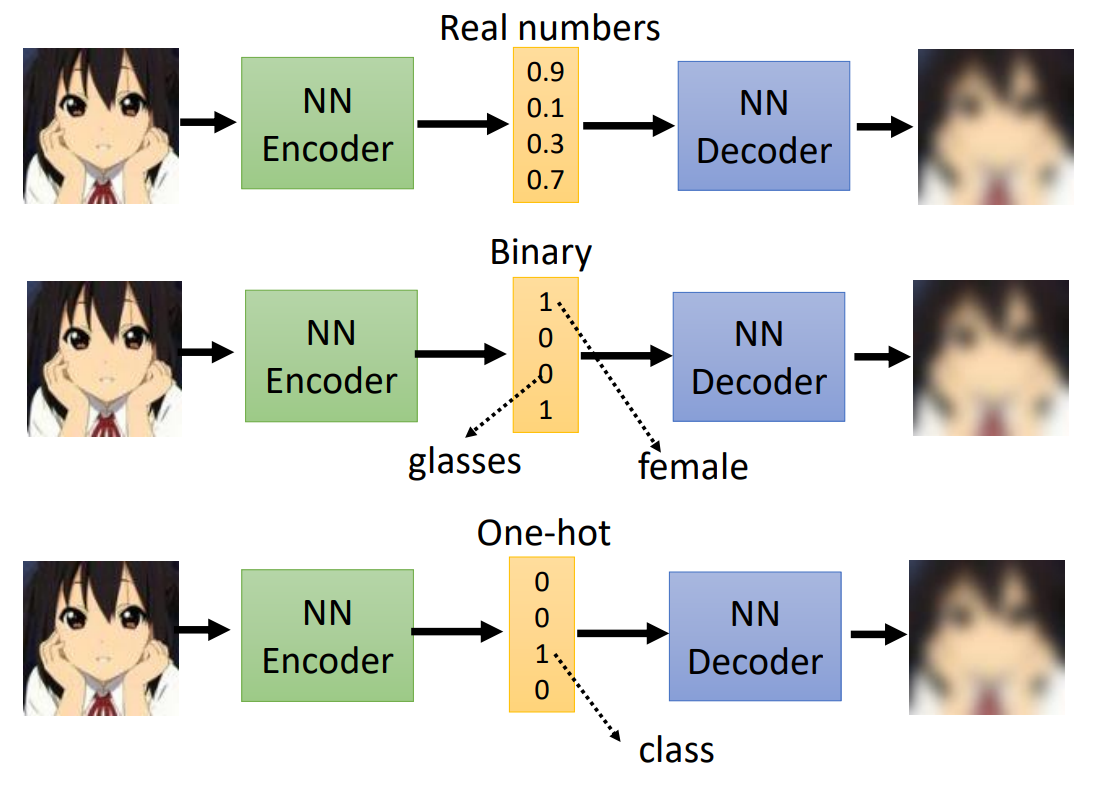 Real numbers
NN
Encoder
0.9
0.1
0.3
0.7
NN
Decoder
Binary
NN
Encoder
1
0
0
1
NN
Decoder
glasses
female
One-hot
NN
Encoder
0
0
1
0
NN
Decoder
class